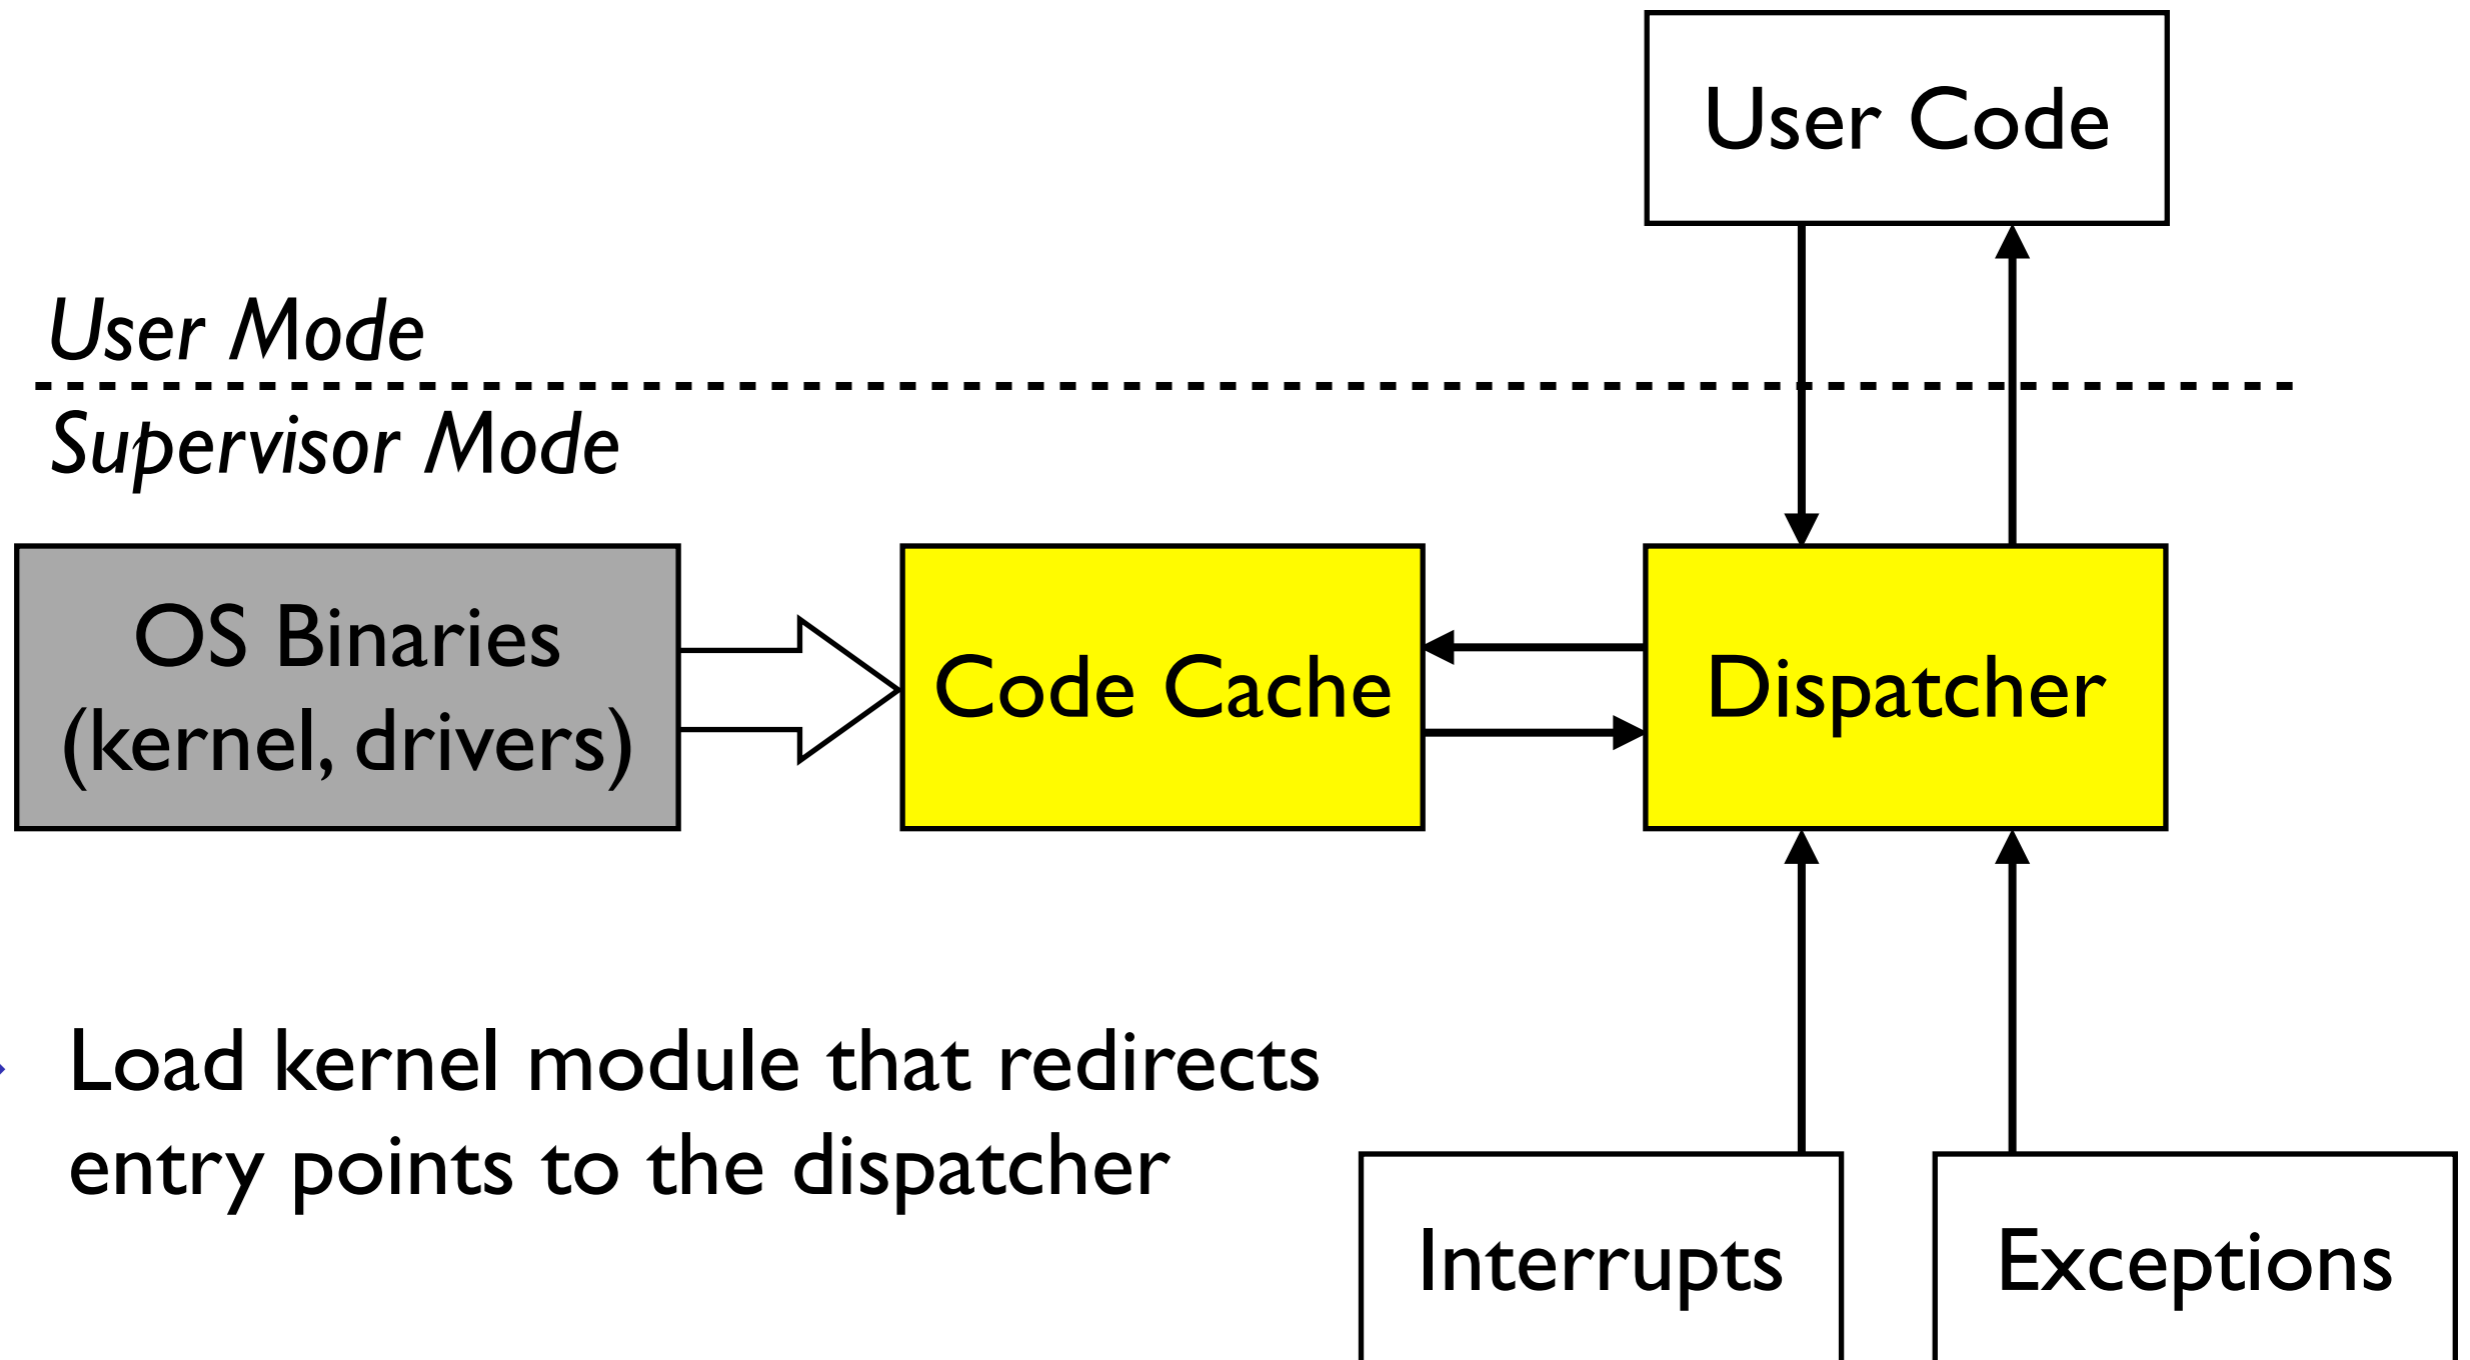 User Code
User Mode
Supervisor Mode
OS Binaries
(kernel, drivers)
Code Cache
Dispatcher
Load kernel module that redirects
entry points to the dispatcher
Interrupts
Exceptions